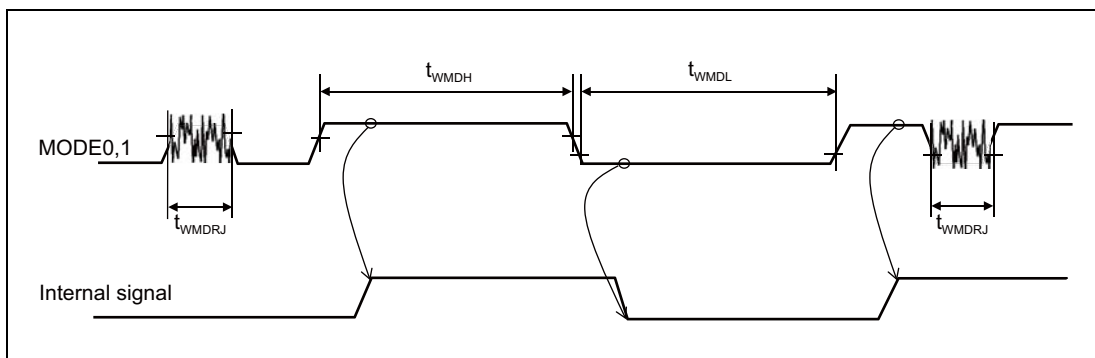 tWMDH
tWMDL
MODE0,1
tWMDRJ
tWMDRJ
Internal signal